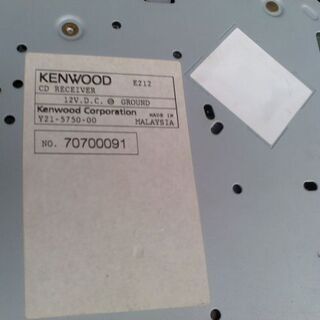 KENWOOD E212
CD RECEIVER
12V.D.C. ⊖ GROUND
Kenwood Corporation MADE IN
Y21-5750-00 MALAYSIA
NO. 70700091